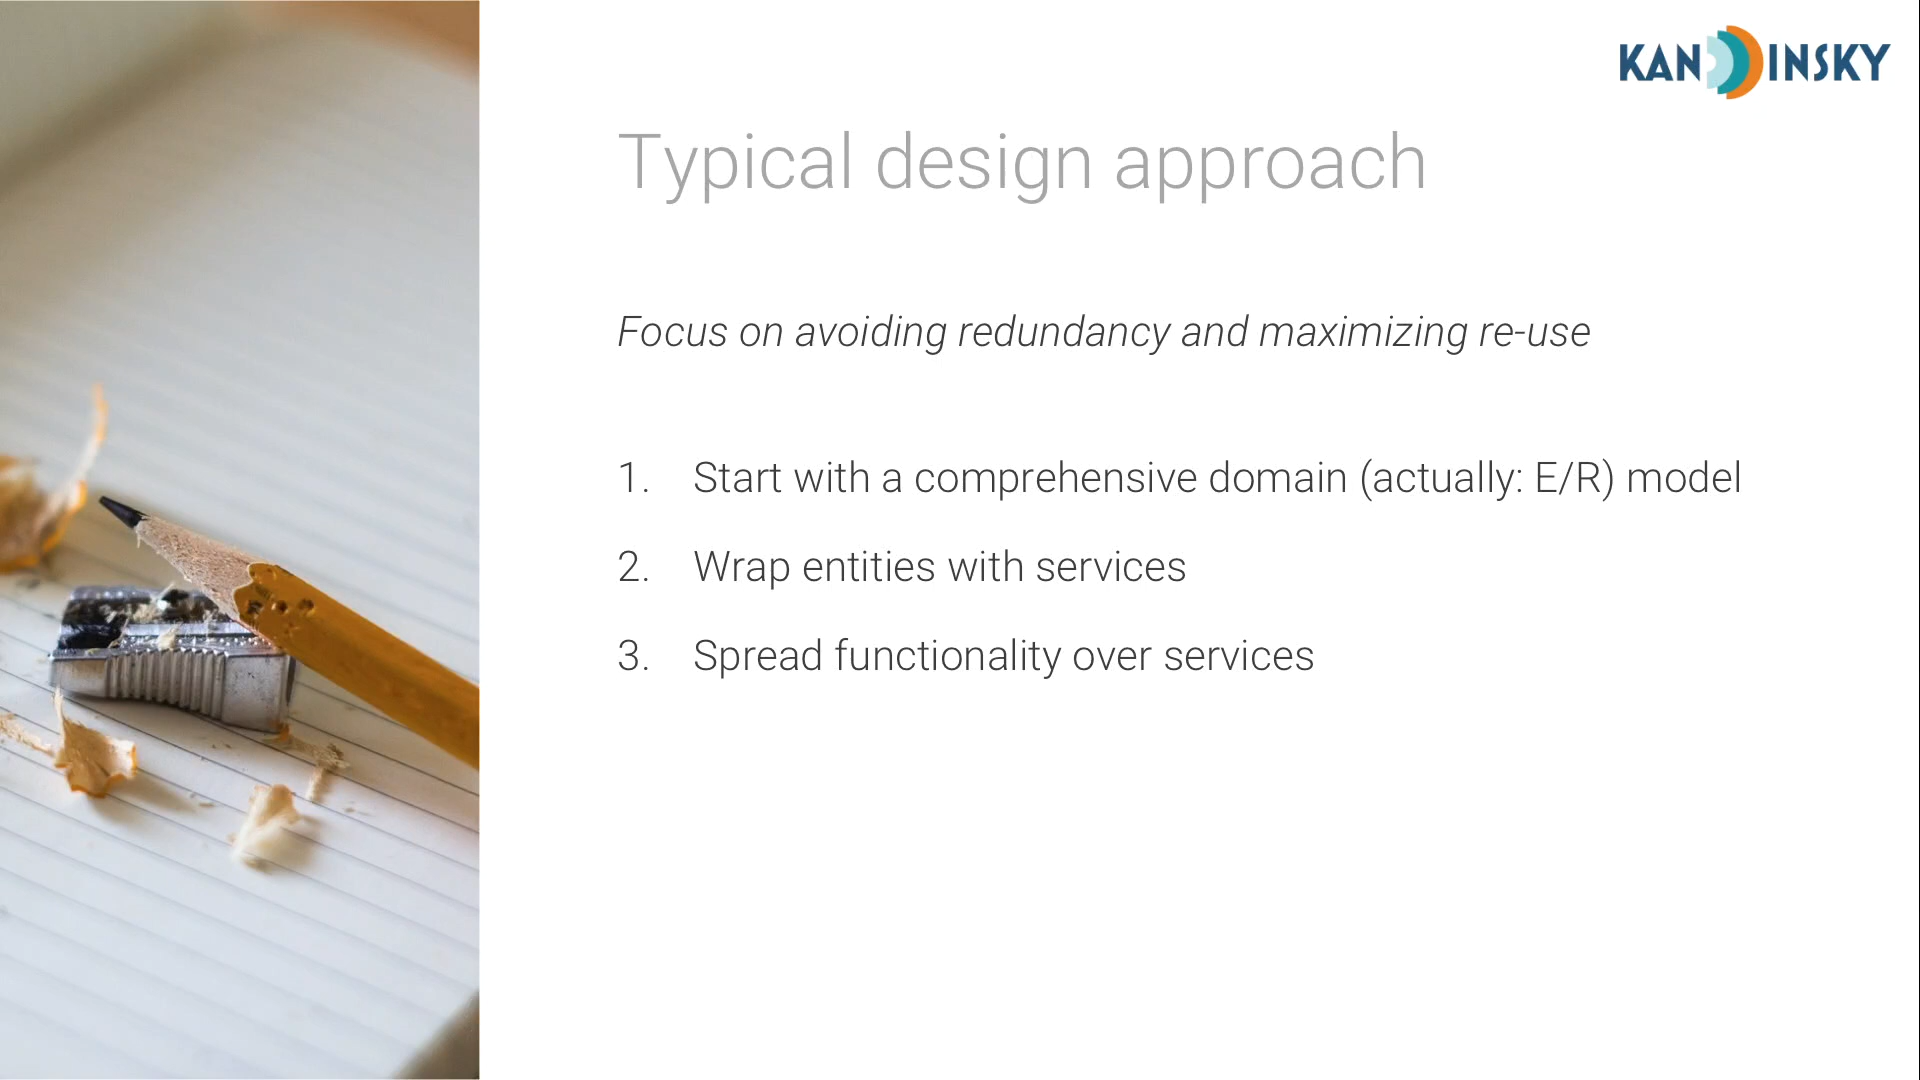 KANDDINSKY
Typical design approach
Focus on avoiding redundancy and maximizing re-use
1. Start with a comprehensive domain (actually: E/R) model
2. Wrap entities with services
3. Spread functionality over services